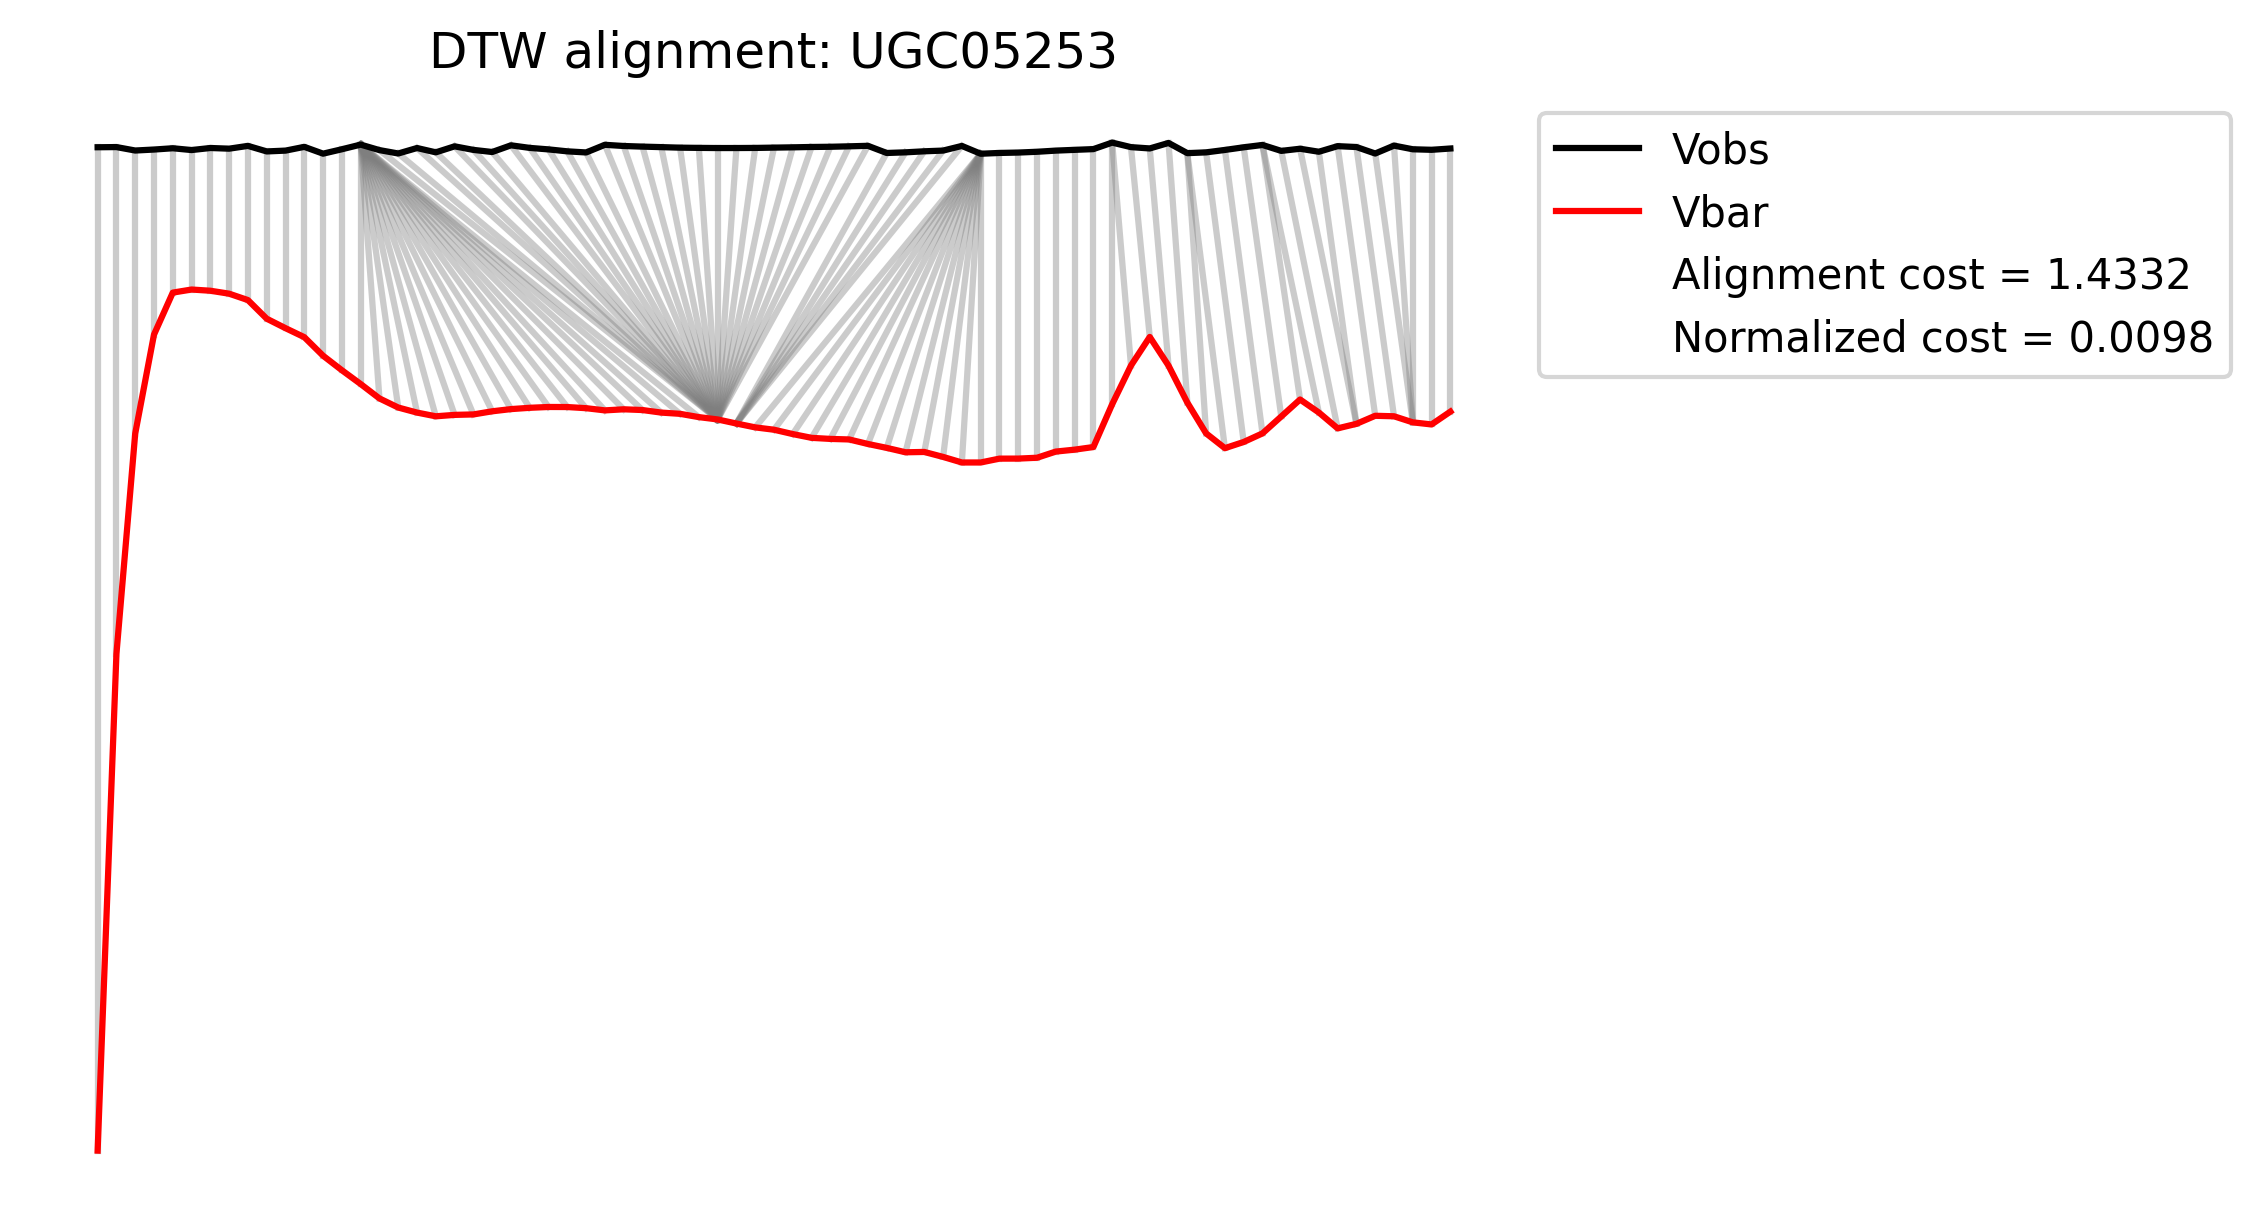 DTW alignment: UGC05253
Vobs
Vbar
Alignment cost = 1.4332
Normalized cost = 0.0098